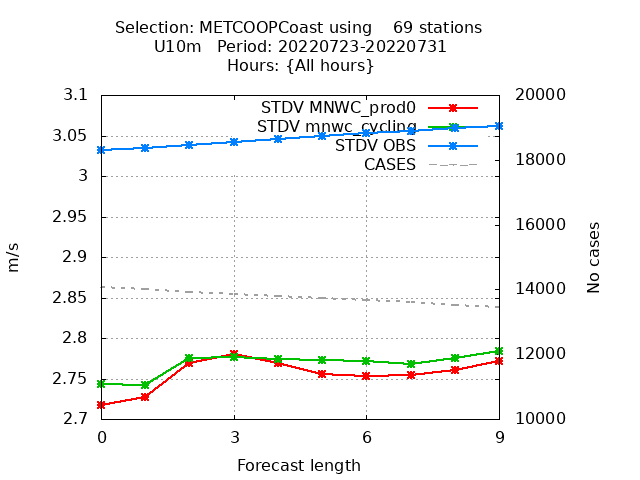 Selection: METCOOPCoast using    69 stations
U10m   Period: 20220723-20220731
Hours: {All hours}
3.1
3.05
3
2.95
2.9
2.85
2.8
2.75
2.7
20000
18000
16000
14000
12000
10000
STDV MNWC_prod0
STDV mnwc_cycling
STDV OBS
CASES
m/s
No cases
0 3 6 9
Forecast length